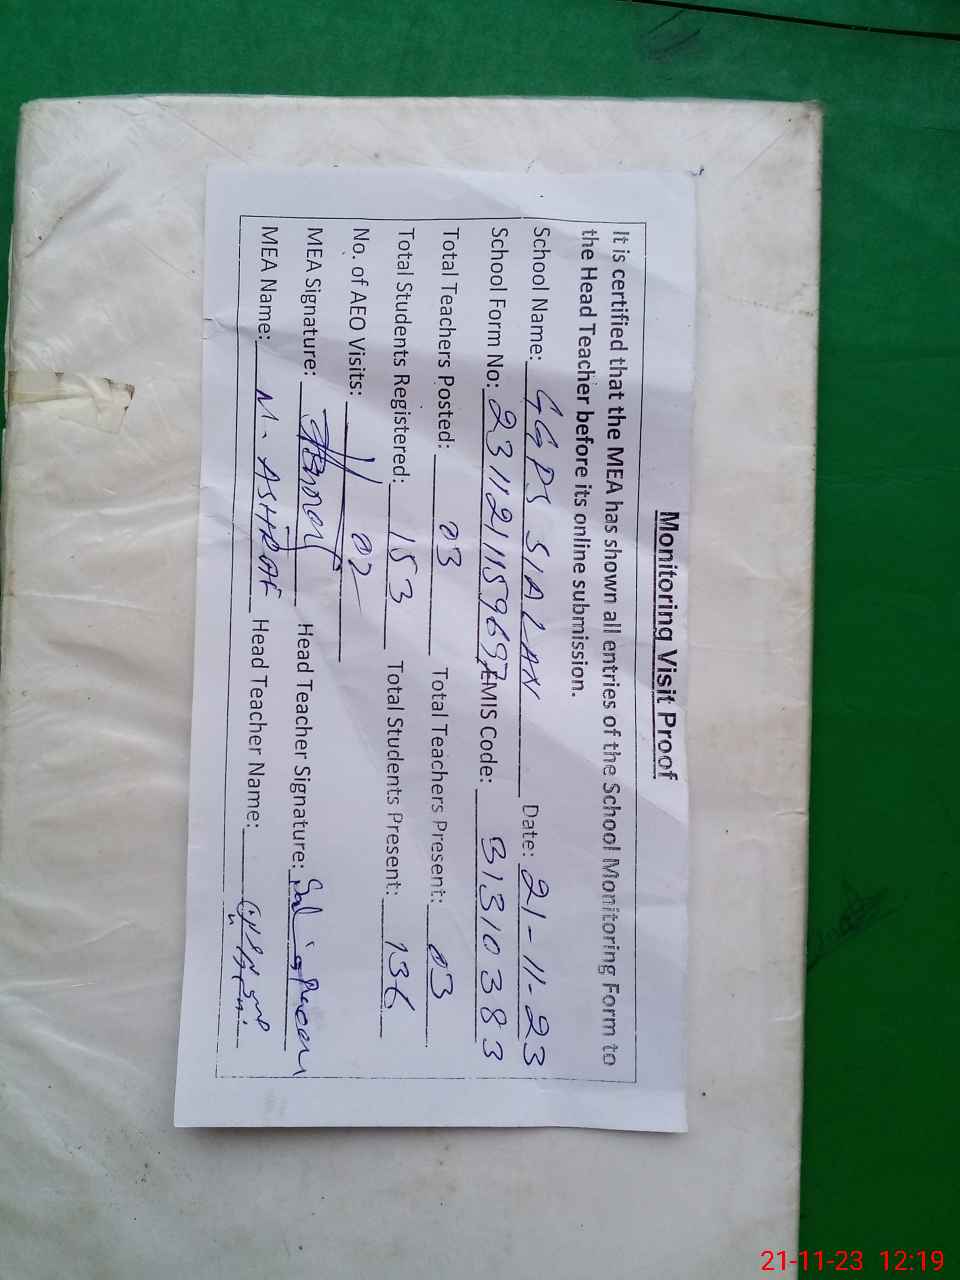 Monitoring Visit Proof
It is certified that the MEA has shown all entries of the School Monitoring Form to
the Head Teacher before its online submission.
School Name: GGPS SIALAN Date: 21-11-23
School Form No: 2311211159697 EMIS Code: 31310383
Total Teachers Posted: 03 Total Teachers Present: 03
Total Students Registered: 153 Total Students Present: 136
No. of AEO Visits: 02
MEA Signature: Head Teacher Signature:
MEA Name: M. ASHRAF Head Teacher Name:
21-11-23 12:19